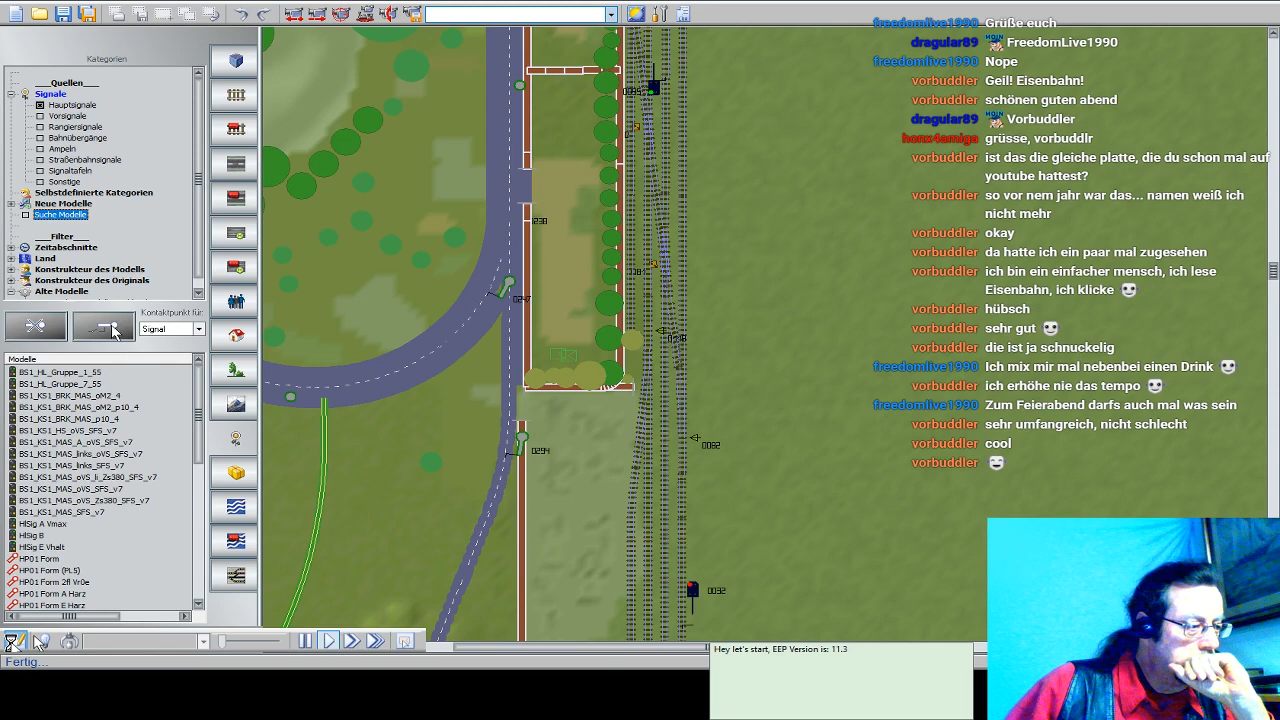 Kategorien
Quellen___
Signale
Hauptsignale
Vorsignale
Rangiersignale
Bahnübergänge
Ampeln
Straßenbahnsignale
Signaltafeln
Sonstige
Selbstdefinierte Kategorien
Neue Modelle
Suche Modelle
__Filter___
Zeitabschnitte
Land
Konstrukteur des Modells
Konstrukteur des Originals
Alte Modelle
Kontaktpunkt für:
Signal
Modelle
BS1_HL_Gruppe_1_55
BS1_HL_Gruppe_7_55
BS1_KS1_BRK_MAS_oM2_4
BS1_KS1_BRK_MAS_oM2_p10_4
BS1_KS1_BRK_MAS_p10_4
BS1_KS1_HS_oVS_SFS_v7
BS1_KS1_MAS_A_oVS_SFS_v7
BS1_KS1_MAS_links_oVS_SFS_v7
BS1_KS1_MAS_links_SFS_v7
BS1_KS1_MAS_oVS_li_Zs380_SFS_v7
BS1_KS1_MAS_oVS_SFS_v7
BS1_KS1_MAS_oVS_Zs380_SFS_v7
BS1_KS1_MAS_SFS_v7
HlSig A Vmax
HlSig B
HlSig E Vhalt
HP01 Form
HP01 Form (PL5)
HP01 Form 2fl Vr0e
HP01 Form A Harz
HP01 Form E Harz
Fertig...
0238
0247
0294
0081
0092
0032
Hey let's start, EEP Version is: 11.3
freedomlive1990 Grüße euch
dragular89 MOIN FreedomLive1990
freedomlive1990 Nope
vorbuddler Geil! Eisenbahn!
vorbuddler schönen guten abend
dragular89 MOIN Vorbuddler
honx4amiga grüsse, vorbuddlr
vorbuddler ist das die gleiche platte, die du schon mal auf
youtube hattest?
vorbuddler so vor nem jahr war das... namen weiß ich
nicht mehr
vorbuddler okay
vorbuddler da hatte ich ein paar mal zugesehen
vorbuddler ich bin ein einfacher mensch, ich lese
Eisenbahn, ich klicke
vorbuddler hübsch
vorbuddler sehr gut
vorbuddler die ist ja schnuckelig
freedomlive1990 Ich mix mir mal nebenbei einen Drink
vorbuddler ich erhöhe nie das tempo
freedomlive1990 Zum Feierabend darfs auch mal was sein
vorbuddler sehr umfangreich, nicht schlecht
vorbuddler cool
vorbuddler